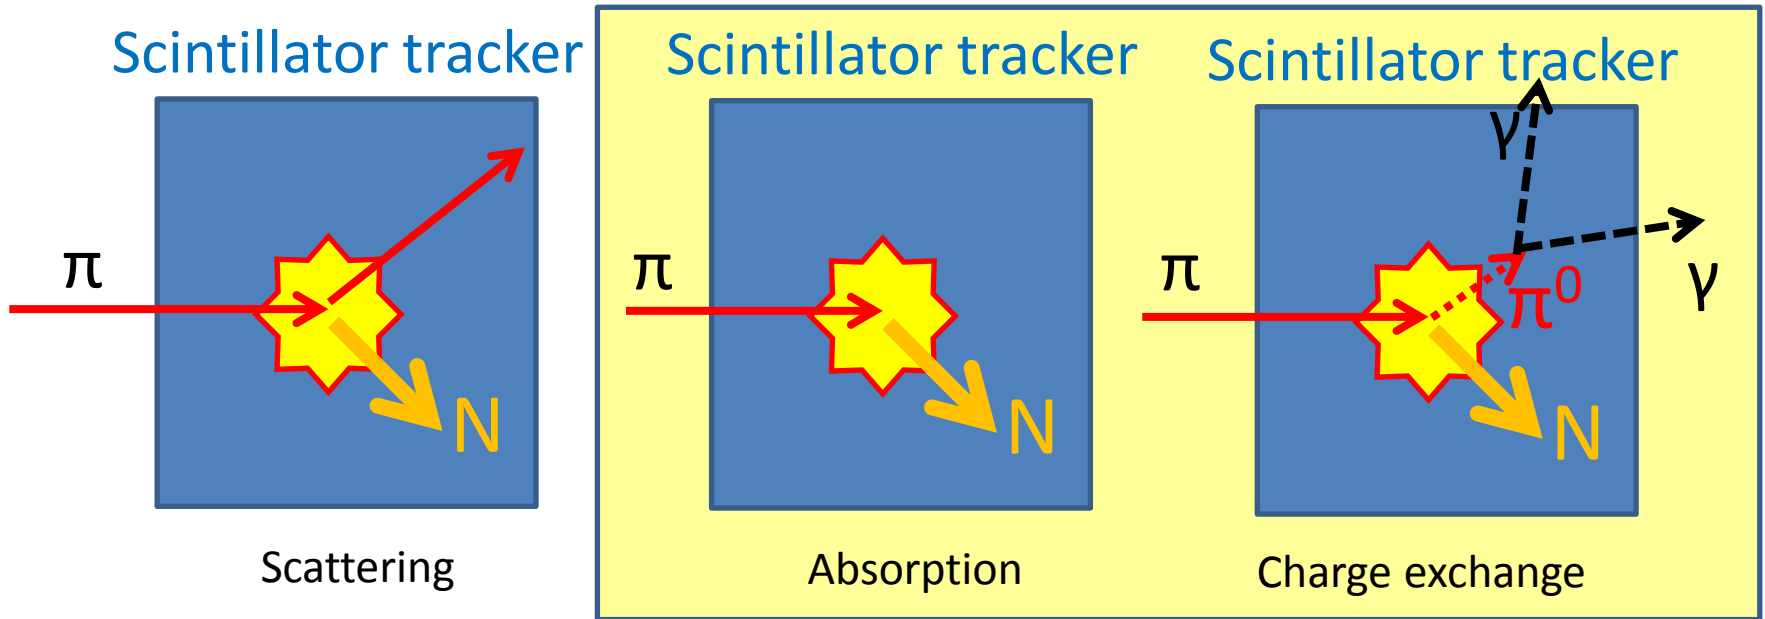 Scintillator tracker
π
N
Scattering
Scintillator tracker
π
N
Absorption
Scintillator tracker
γ
π
π⁰
γ
N
Charge exchange